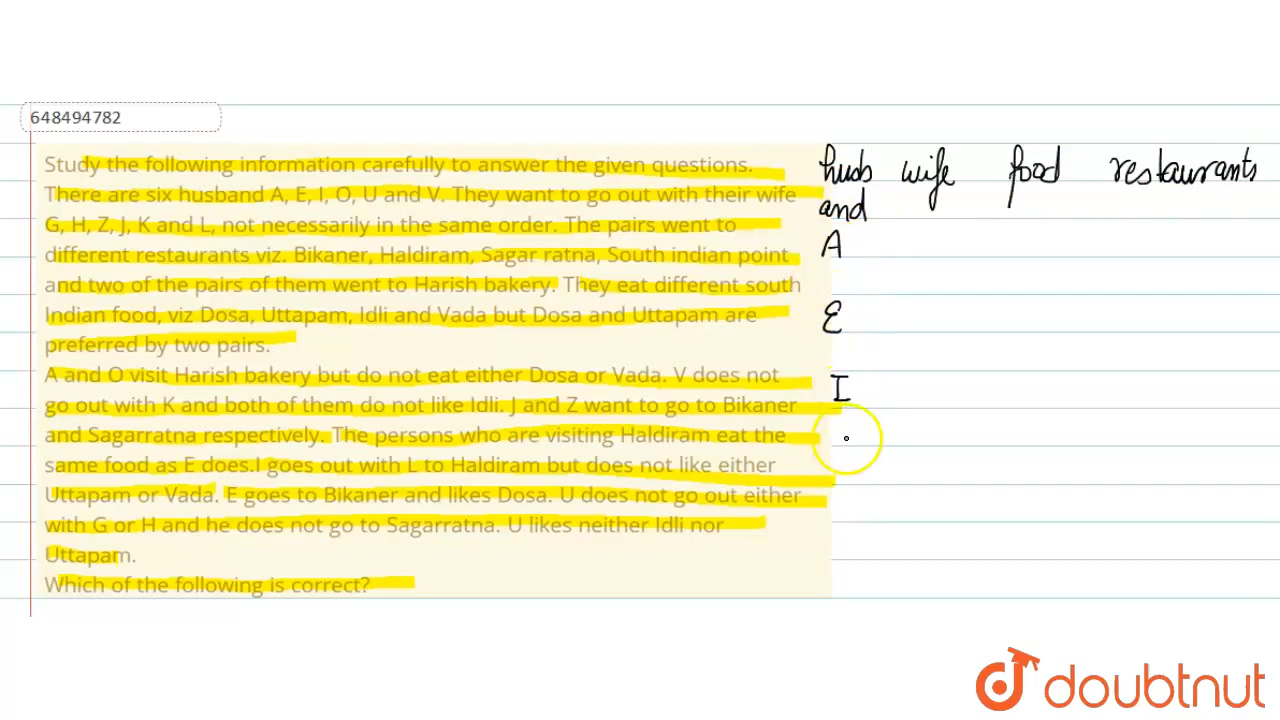 648494782
Study the following information carefully to answer the given questions.
There are six husband A, E, I, O, U and V. They want to go out with their wife
G, H, Z, J, K and L, not necessarily in the same order. The pairs went to
different restaurants viz. Bikaner, Haldiram, Sagar ratna, South indian point
and two of the pairs of them went to Harish bakery. They eat different south
Indian food, viz Dosa, Uttapam, Idli and Vada but Dosa and Uttapam are
preferred by two pairs.
A and O visit Harish bakery but do not eat either Dosa or Vada. V does not
go out with K and both of them do not like Idli. J and Z want to go to Bikaner
and Sagarratna respectively. The persons who are visiting Haldiram eat the
same food as E does.I goes out with L to Haldiram but does not like either
Uttapam or Vada. E goes to Bikaner and likes Dosa. U does not go out either
with G or H and he does not go to Sagarratna. U likes neither Idli nor
Uttapam.
Which of the following is correct?
husb wife food restaurants
and
A
E
I
doubtnut